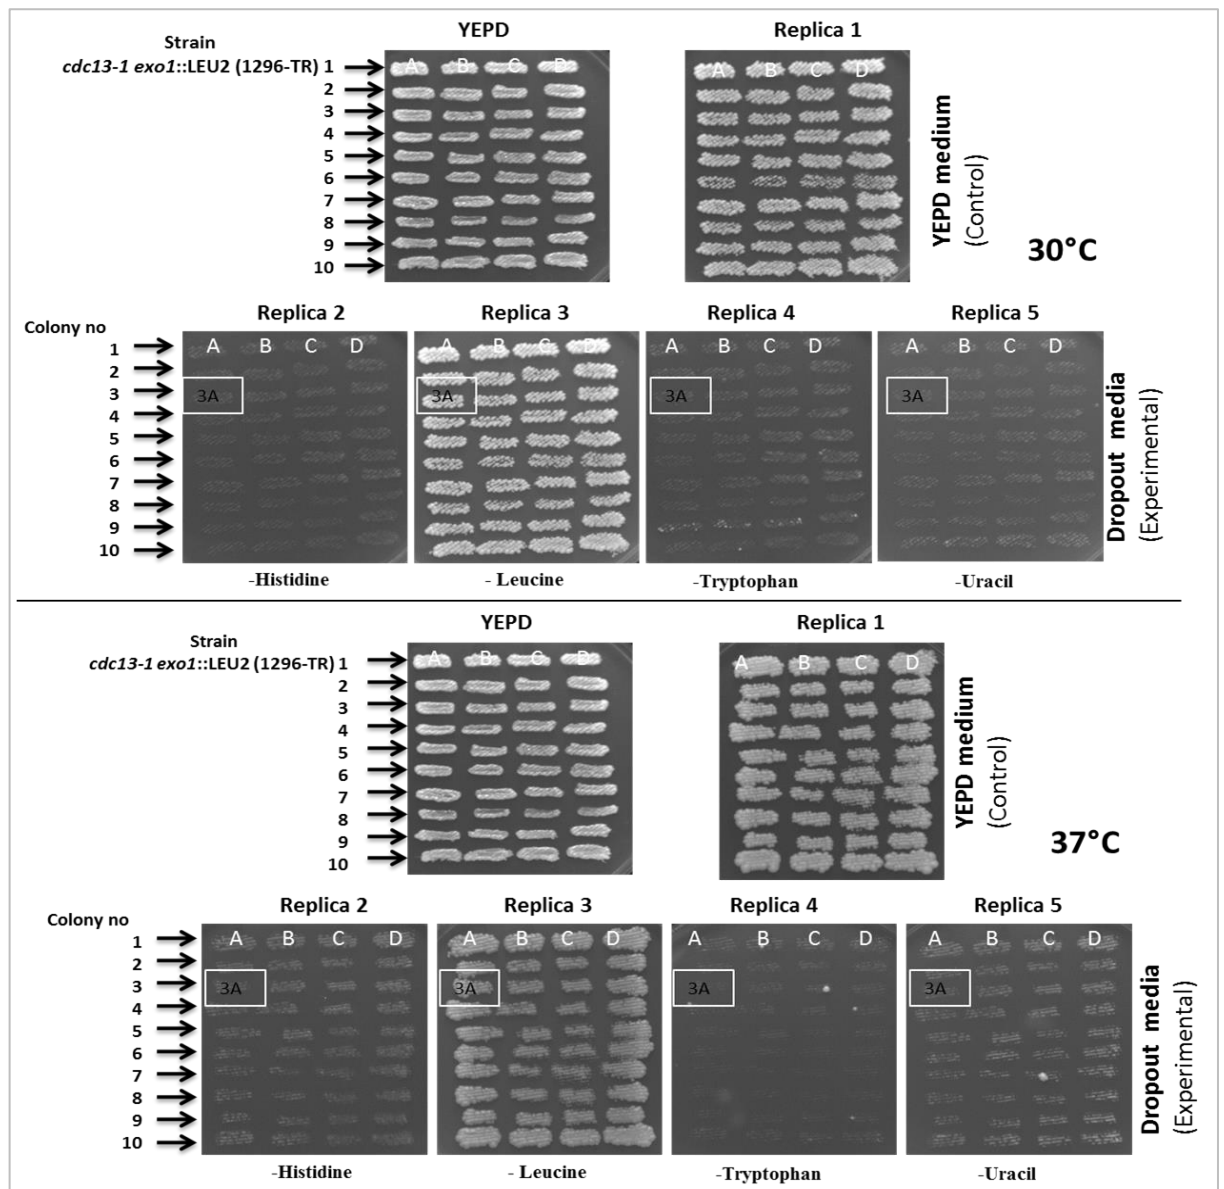 YEPD
Replica 1
Strain
cdc13-1 exo1::LEU2 (1296-TR) 1
A B C D
A B C D
2
3
4
5
6
7
8
9
10
YEPD medium
(Control)
30°C
Replica 2
Replica 3
Replica 4
Replica 5
Colony no
1
A B C D
A B C D
A B C D
A B C D
2
3
3A
3A
3A
3A
4
5
6
7
8
9
10
Dropout media
(Experimental)
-Histidine
- Leucine
-Tryptophan
-Uracil
YEPD
Replica 1
Strain
cdc13-1 exo1::LEU2 (1296-TR) 1
A B C D
A B C D
2
3
4
5
6
7
8
9
10
YEPD medium
(Control)
37°C
Replica 2
Replica 3
Replica 4
Replica 5
Colony no
1
A B C D
A B C D
A B C D
A B C D
2
3
3A
3A
3A
3A
4
5
6
7
8
9
10
Dropout media
(Experimental)
-Histidine
- Leucine
-Tryptophan
-Uracil